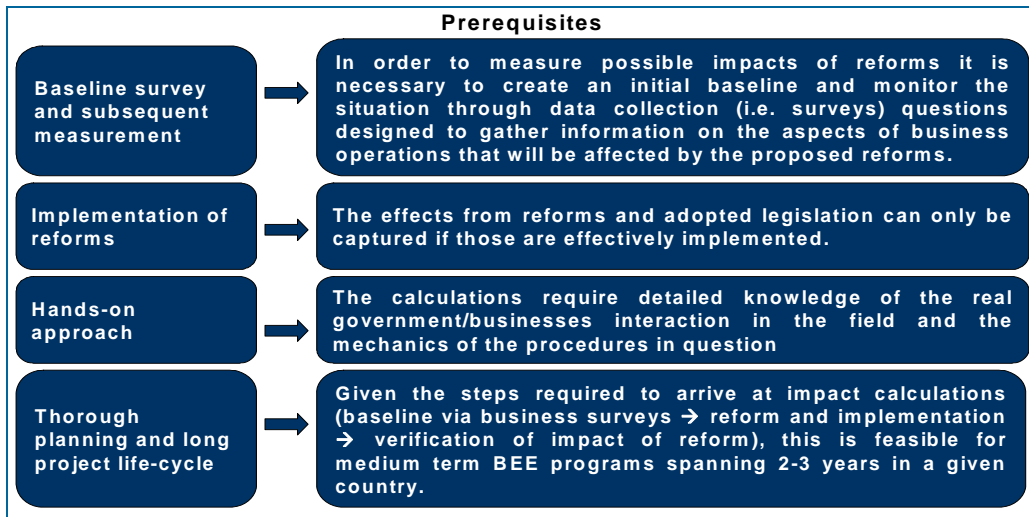 Prerequisites
Baseline survey
and subsequent
measurement
In order to measure possible impacts of reforms it is
necessary to create an initial baseline and monitor the
situation through data collection (i.e. surveys) questions
designed to gather information on the aspects of business
operations that will be affected by the proposed reforms.
Implementation of
reforms
The effects from reforms and adopted legislation can only be
captured if those are effectively implemented.
Hands-on
approach
The calculations require detailed knowledge of the real
government/businesses interaction in the field and the
mechanics of the procedures in question
Thorough
planning and long
project life-cycle
Given the steps required to arrive at impact calculations
(baseline via business surveys → reform and implementation
→ verification of impact of reform), this is feasible for
medium term BEE programs spanning 2-3 years in a given
country.